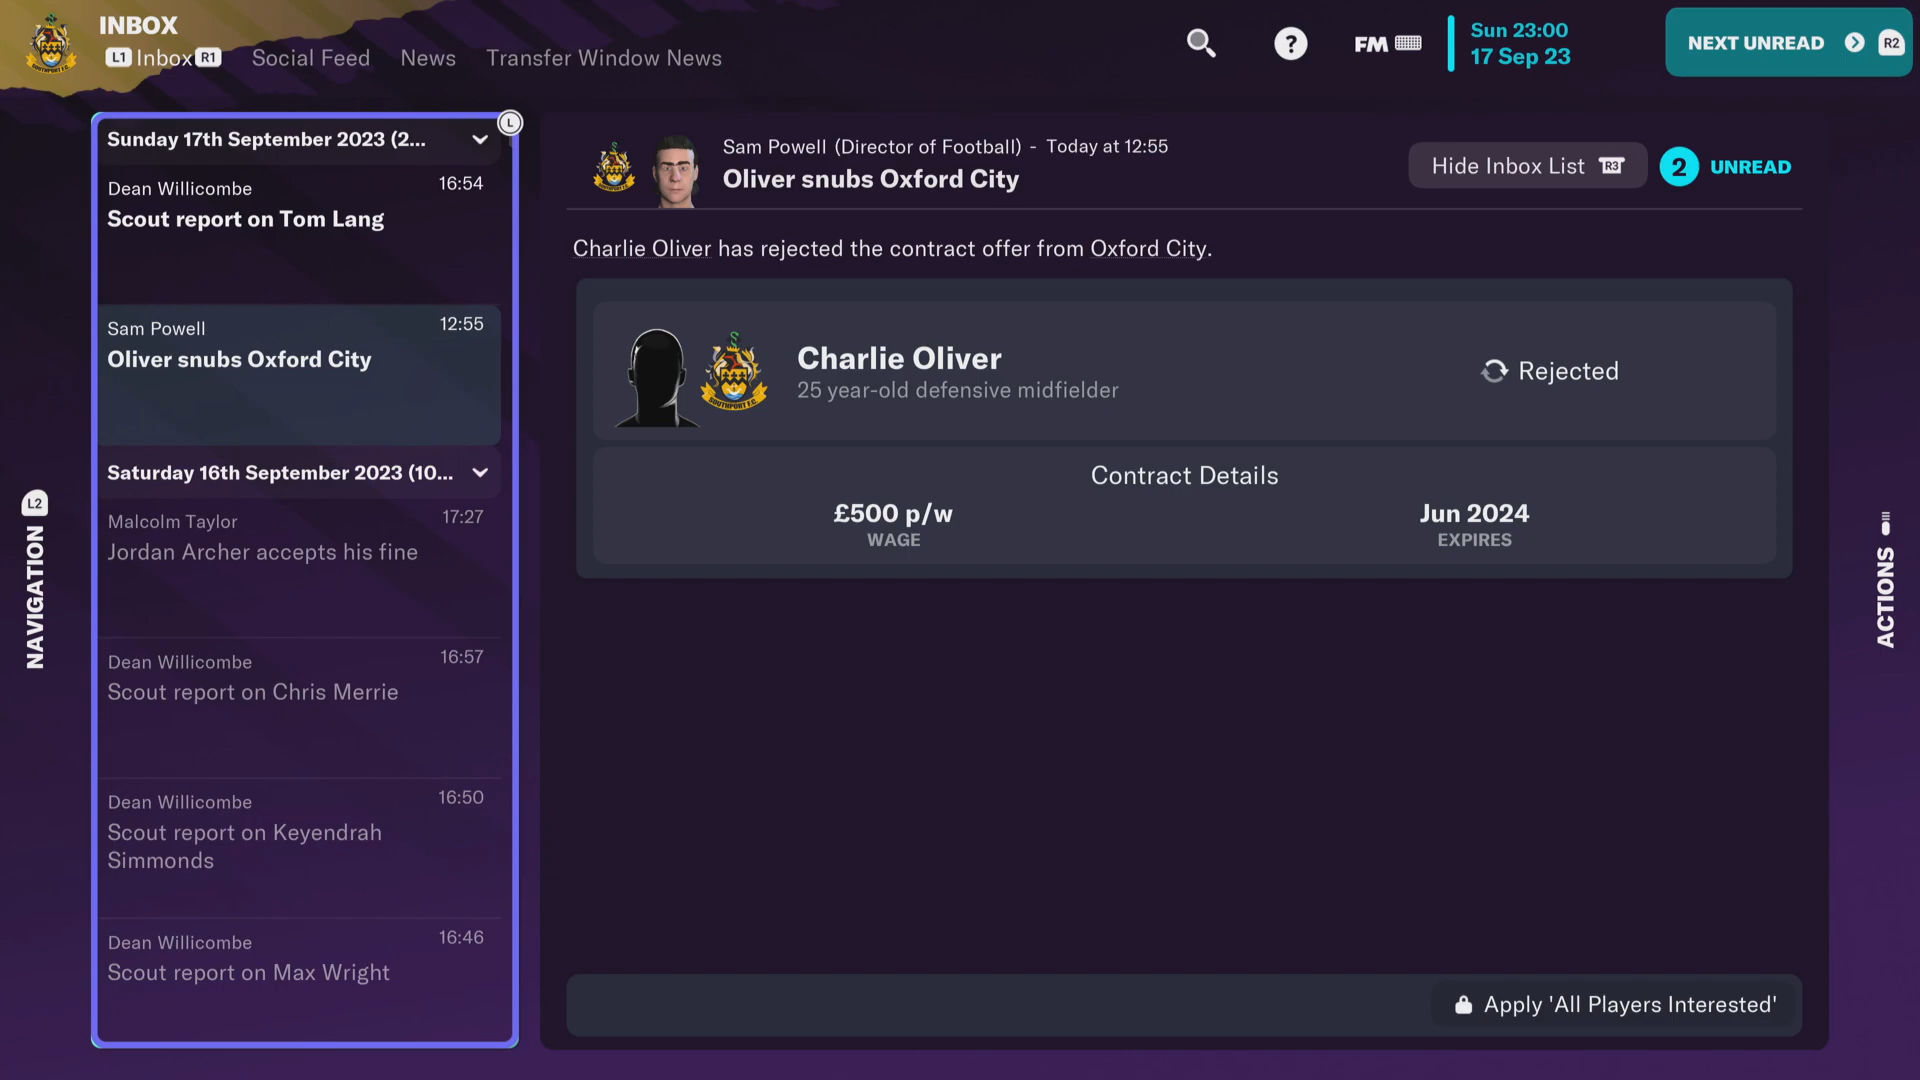 INBOX
L1 Inbox R1 Social Feed News Transfer Window News
?
FM
Sun 23:00
17 Sep 23
NEXT UNREAD R2
Sunday 17th September 2023 (2...
L
Dean Willicombe 16:54
Scout report on Tom Lang
Sam Powell 12:55
Oliver snubs Oxford City
Saturday 16th September 2023 (10...
Malcolm Taylor 17:27
Jordan Archer accepts his fine
Dean Willicombe 16:57
Scout report on Chris Merrie
Dean Willicombe 16:50
Scout report on Keyendrah
Simmonds
Dean Willicombe 16:46
Scout report on Max Wright
NAVIGATION L2
Sam Powell (Director of Football) - Today at 12:55
Oliver snubs Oxford City
Hide Inbox List R3
2 UNREAD
Charlie Oliver has rejected the contract offer from Oxford City.
SOUTHPORT F.C.
Charlie Oliver
25 year-old defensive midfielder
Rejected
Contract Details
£500 p/w
WAGE
Jun 2024
EXPIRES
Apply 'All Players Interested'
ACTIONS